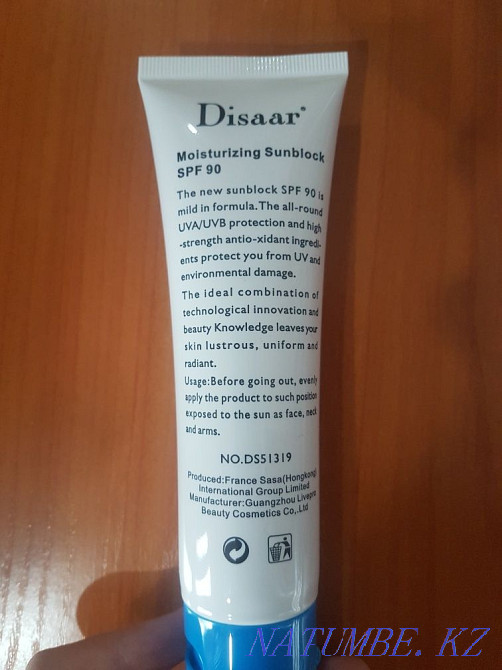 Disaar®
Moisturizing Sunblock
SPF 90
The new sunblock SPF 90 is
mild in formula.The all-round
UVA/UVB protection and high
-strength antio-xidant ingredi-
ents protect you from UV and
environmental damage.
The ideal combination of
technological innovation and
beauty Knowledge leaves your
skin lustrous, uniform and
radiant.
Usage:Before going out, evenly
apply the product to such position
exposed to the sun as face, neck
and arms.
NO.DS51319
Produced:France Sasa(Hongkong)
International Group Limited
Manufacturer:Guangzhou Livepro
Beauty Cosmetics Co,.Ltd
NATUMBE. KZ